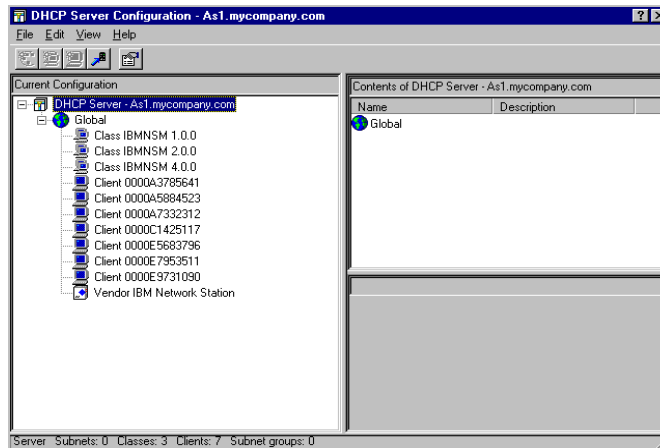 DHCP Server Configuration - As1.mycompany.com
File Edit View Help
Current Configuration
DHCP Server - As1.mycompany.com
Global
Class IBMNSM 1.0.0
Class IBMNSM 2.0.0
Class IBMNSM 4.0.0
Client 0000A3785641
Client 0000A5884523
Client 0000A7332312
Client 0000C1425117
Client 0000E5683796
Client 0000E7953511
Client 0000E9731090
Vendor IBM Network Station
Contents of DHCP Server - As1.mycompany.com
Name Description
Global
Server Subnets: 0 Classes: 3 Clients: 7 Subnet groups: 0